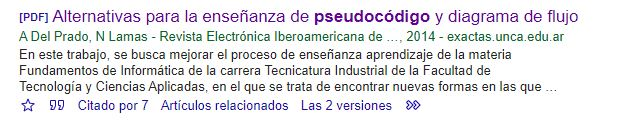 [PDF] Alternativas para la enseñanza de pseudocódigo y diagrama de flujo
A Del Prado, N Lamas - Revista Electrónica Iberoamericana de …, 2014 - exactas.unca.edu.ar
En este trabajo, se busca mejorar el proceso de enseñanza aprendizaje de la materia
Fundamentos de Informática de la carrera Tecnicatura Industrial de la Facultad de
Tecnología y Ciencias Aplicadas, en el que se trata de encontrar nuevas formas en las que …
Citado por 7 Artículos relacionados Las 2 versiones